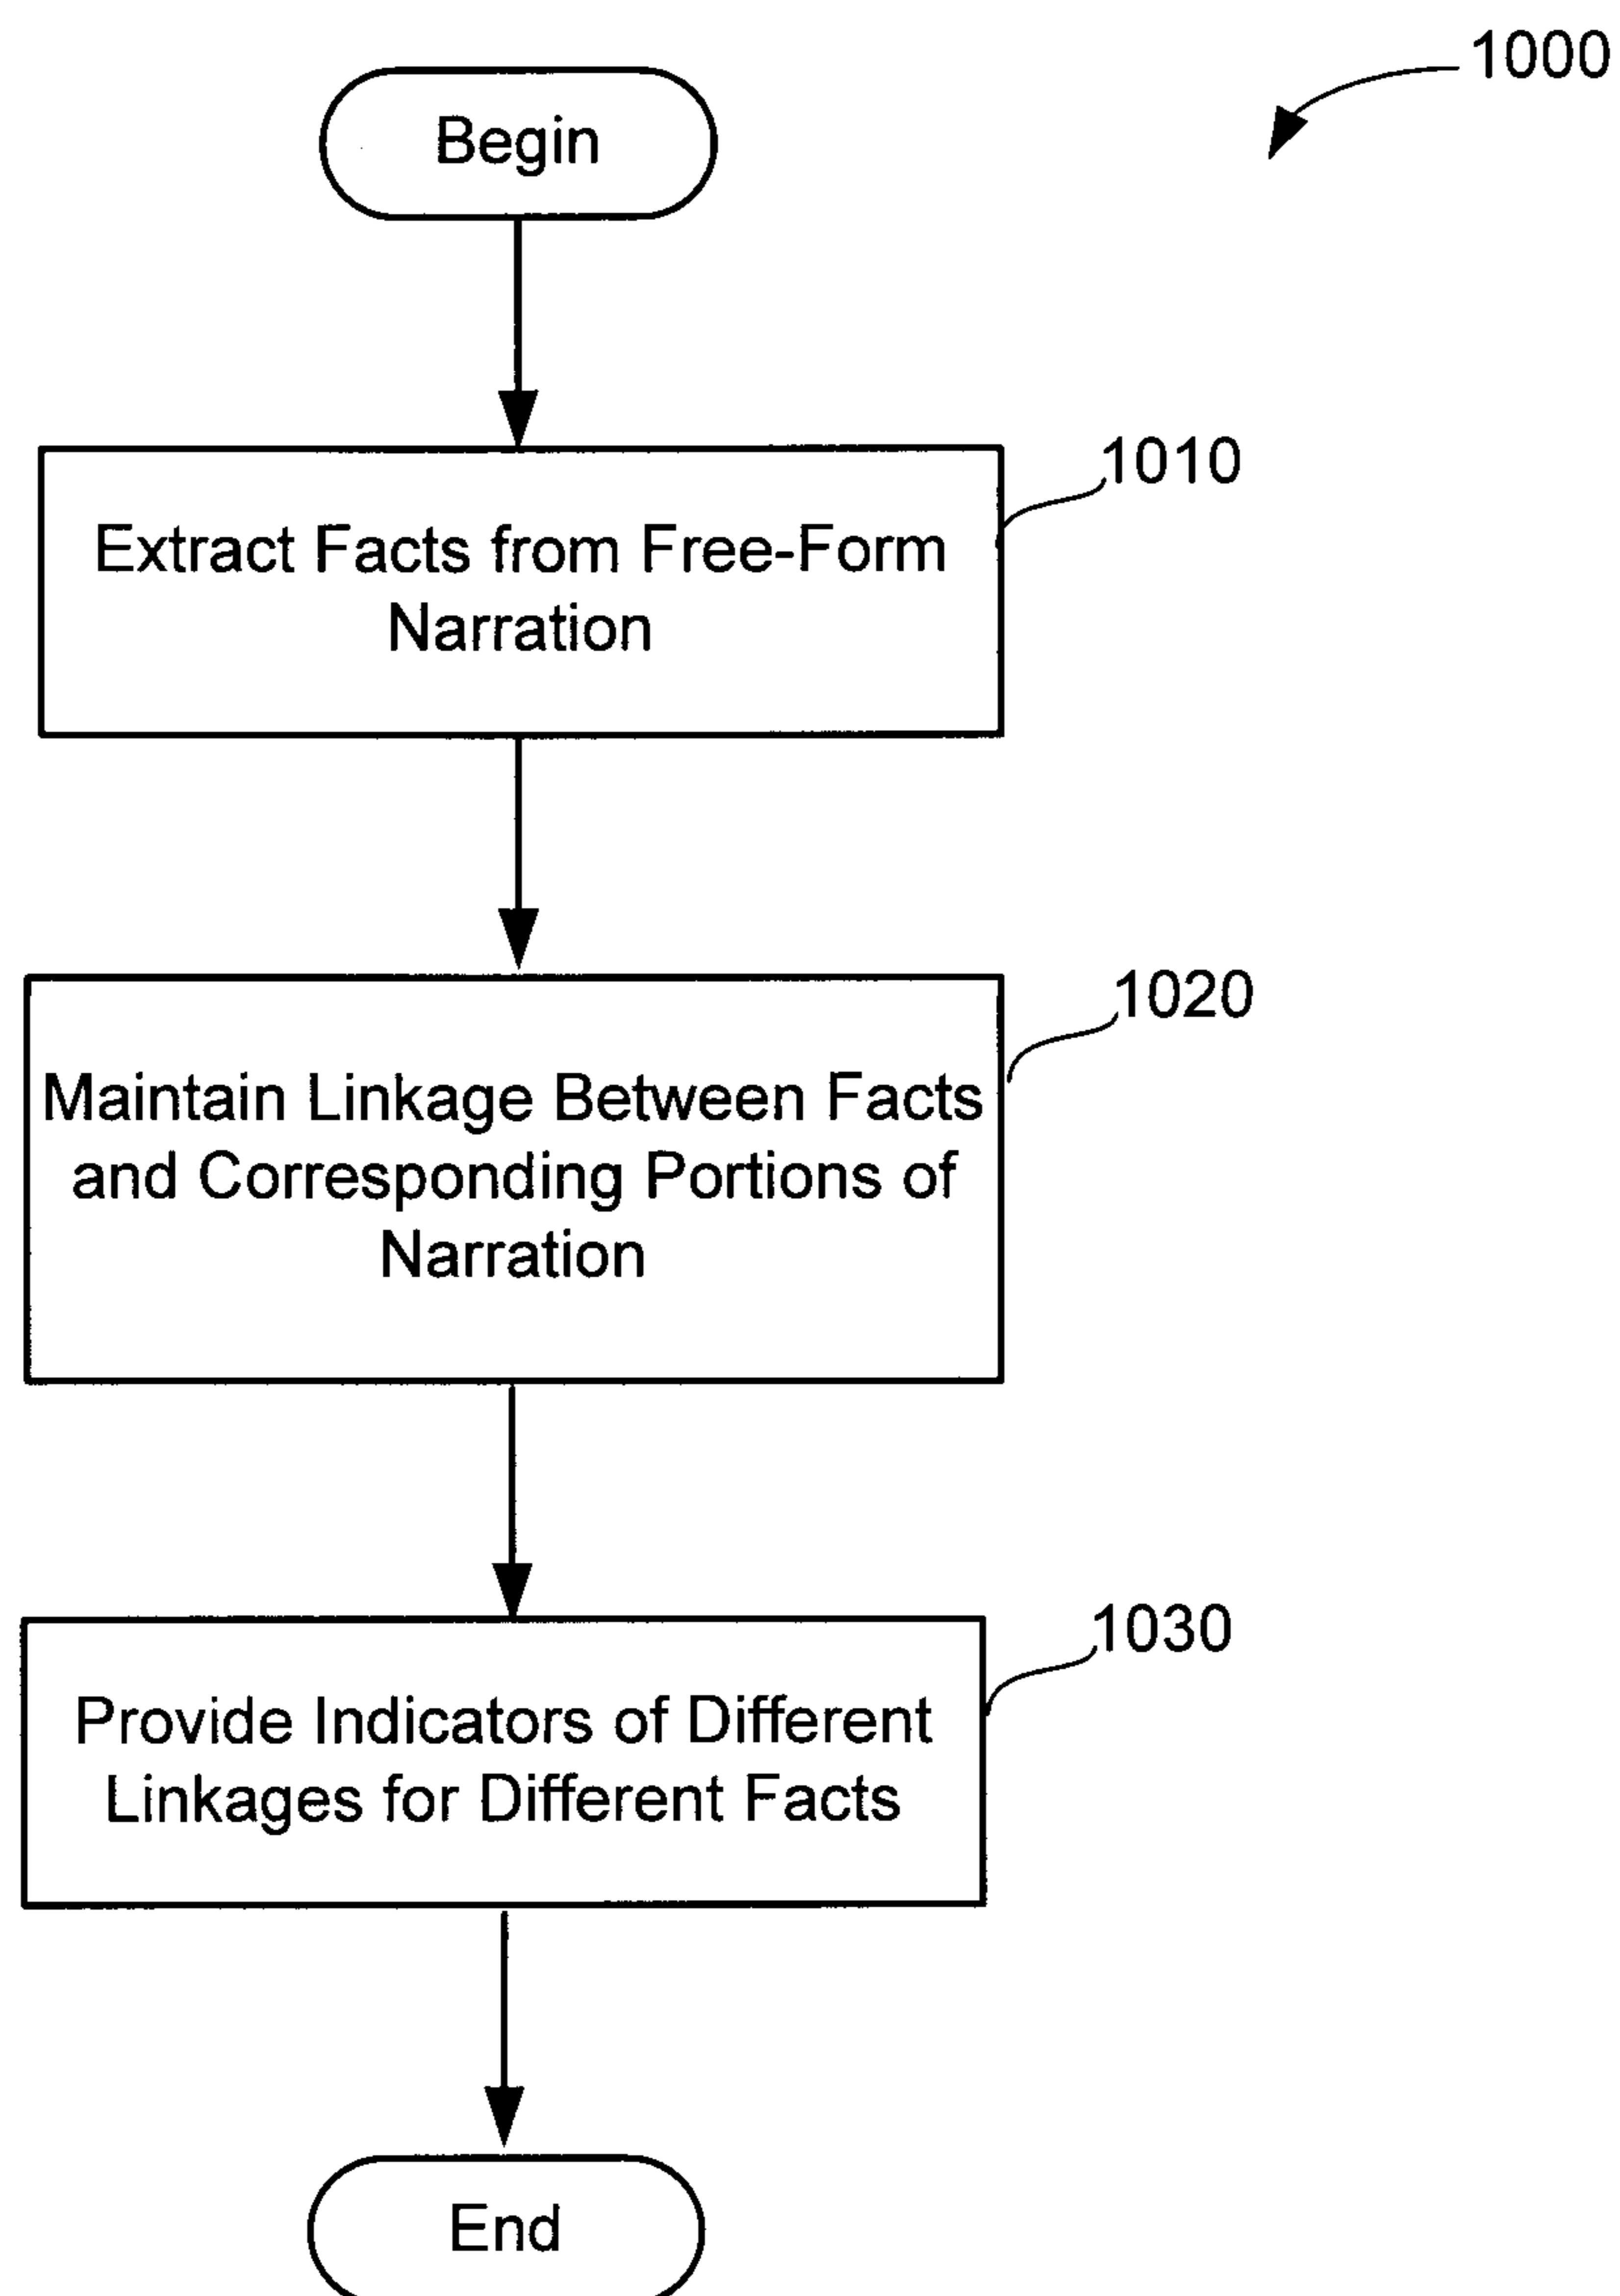 1000
Begin
1010
Extract Facts from Free-Form
Narration
1020
Maintain Linkage Between Facts
and Corresponding Portions of
Narration
1030
Provide Indicators of Different
Linkages for Different Facts
End